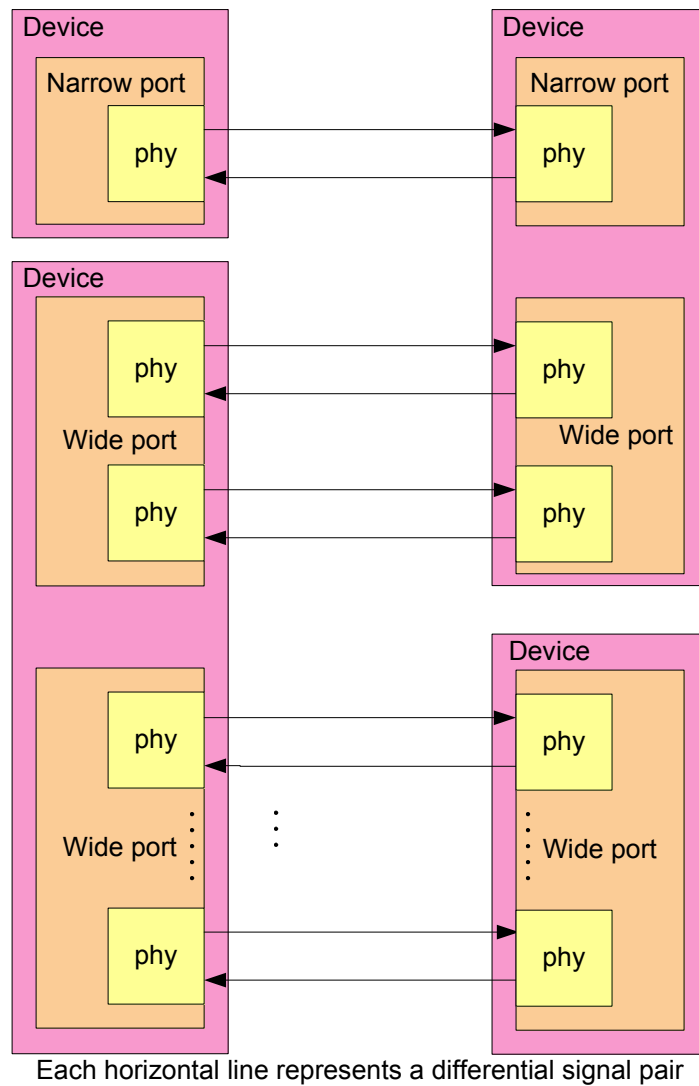 Device
Narrow port
phy
Device
Narrow port
phy
Device
phy
Wide port
phy
phy
Wide port
phy
phy
Wide port
phy
Device
phy
Wide port
phy
Each horizontal line represents a differential signal pair